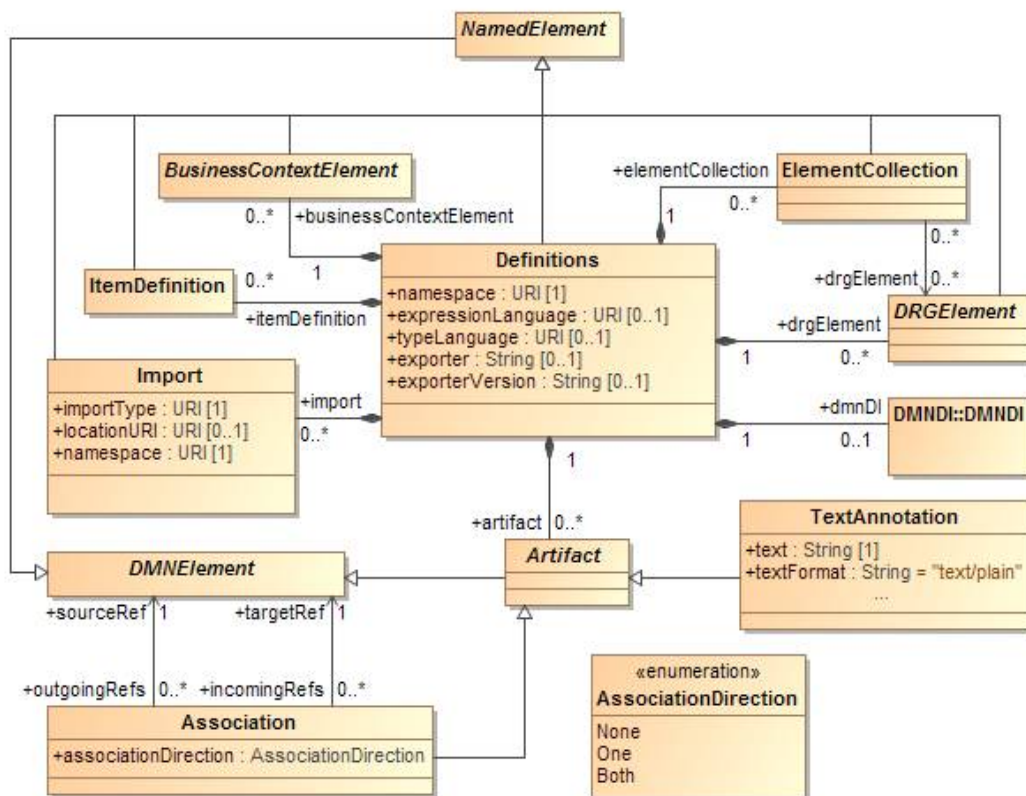 NamedElement
BusinessContextElement
+elementCollection
ElementCollection
0..*
+businessContextElement
0..*
1
1
0..*
Definitions
+namespace : URI [1]
+expressionLanguage : URI [0..1]
+typeLanguage : URI [0..1]
+exporter : String [0..1]
+exporterVersion : String [0..1]
ItemDefinition
0..*
+itemDefinition
+drgElement
0..*
DRGElement
+drgElement
1
0..*
Import
+importType : URI [1]
+locationURI : URI [0..1]
+namespace : URI [1]
+import
0..*
+dmnDI
1
0..1
DMNDI::DMNDI
1
+artifact
0..*
TextAnnotation
+text : String [1]
+textFormat : String = "text/plain"
...
DMNElement
Artifact
+sourceRef
1
+targetRef
1
+outgoingRefs
0..*
+incomingRefs
0..*
Association
+associationDirection : AssociationDirection
«enumeration»
AssociationDirection
None
One
Both